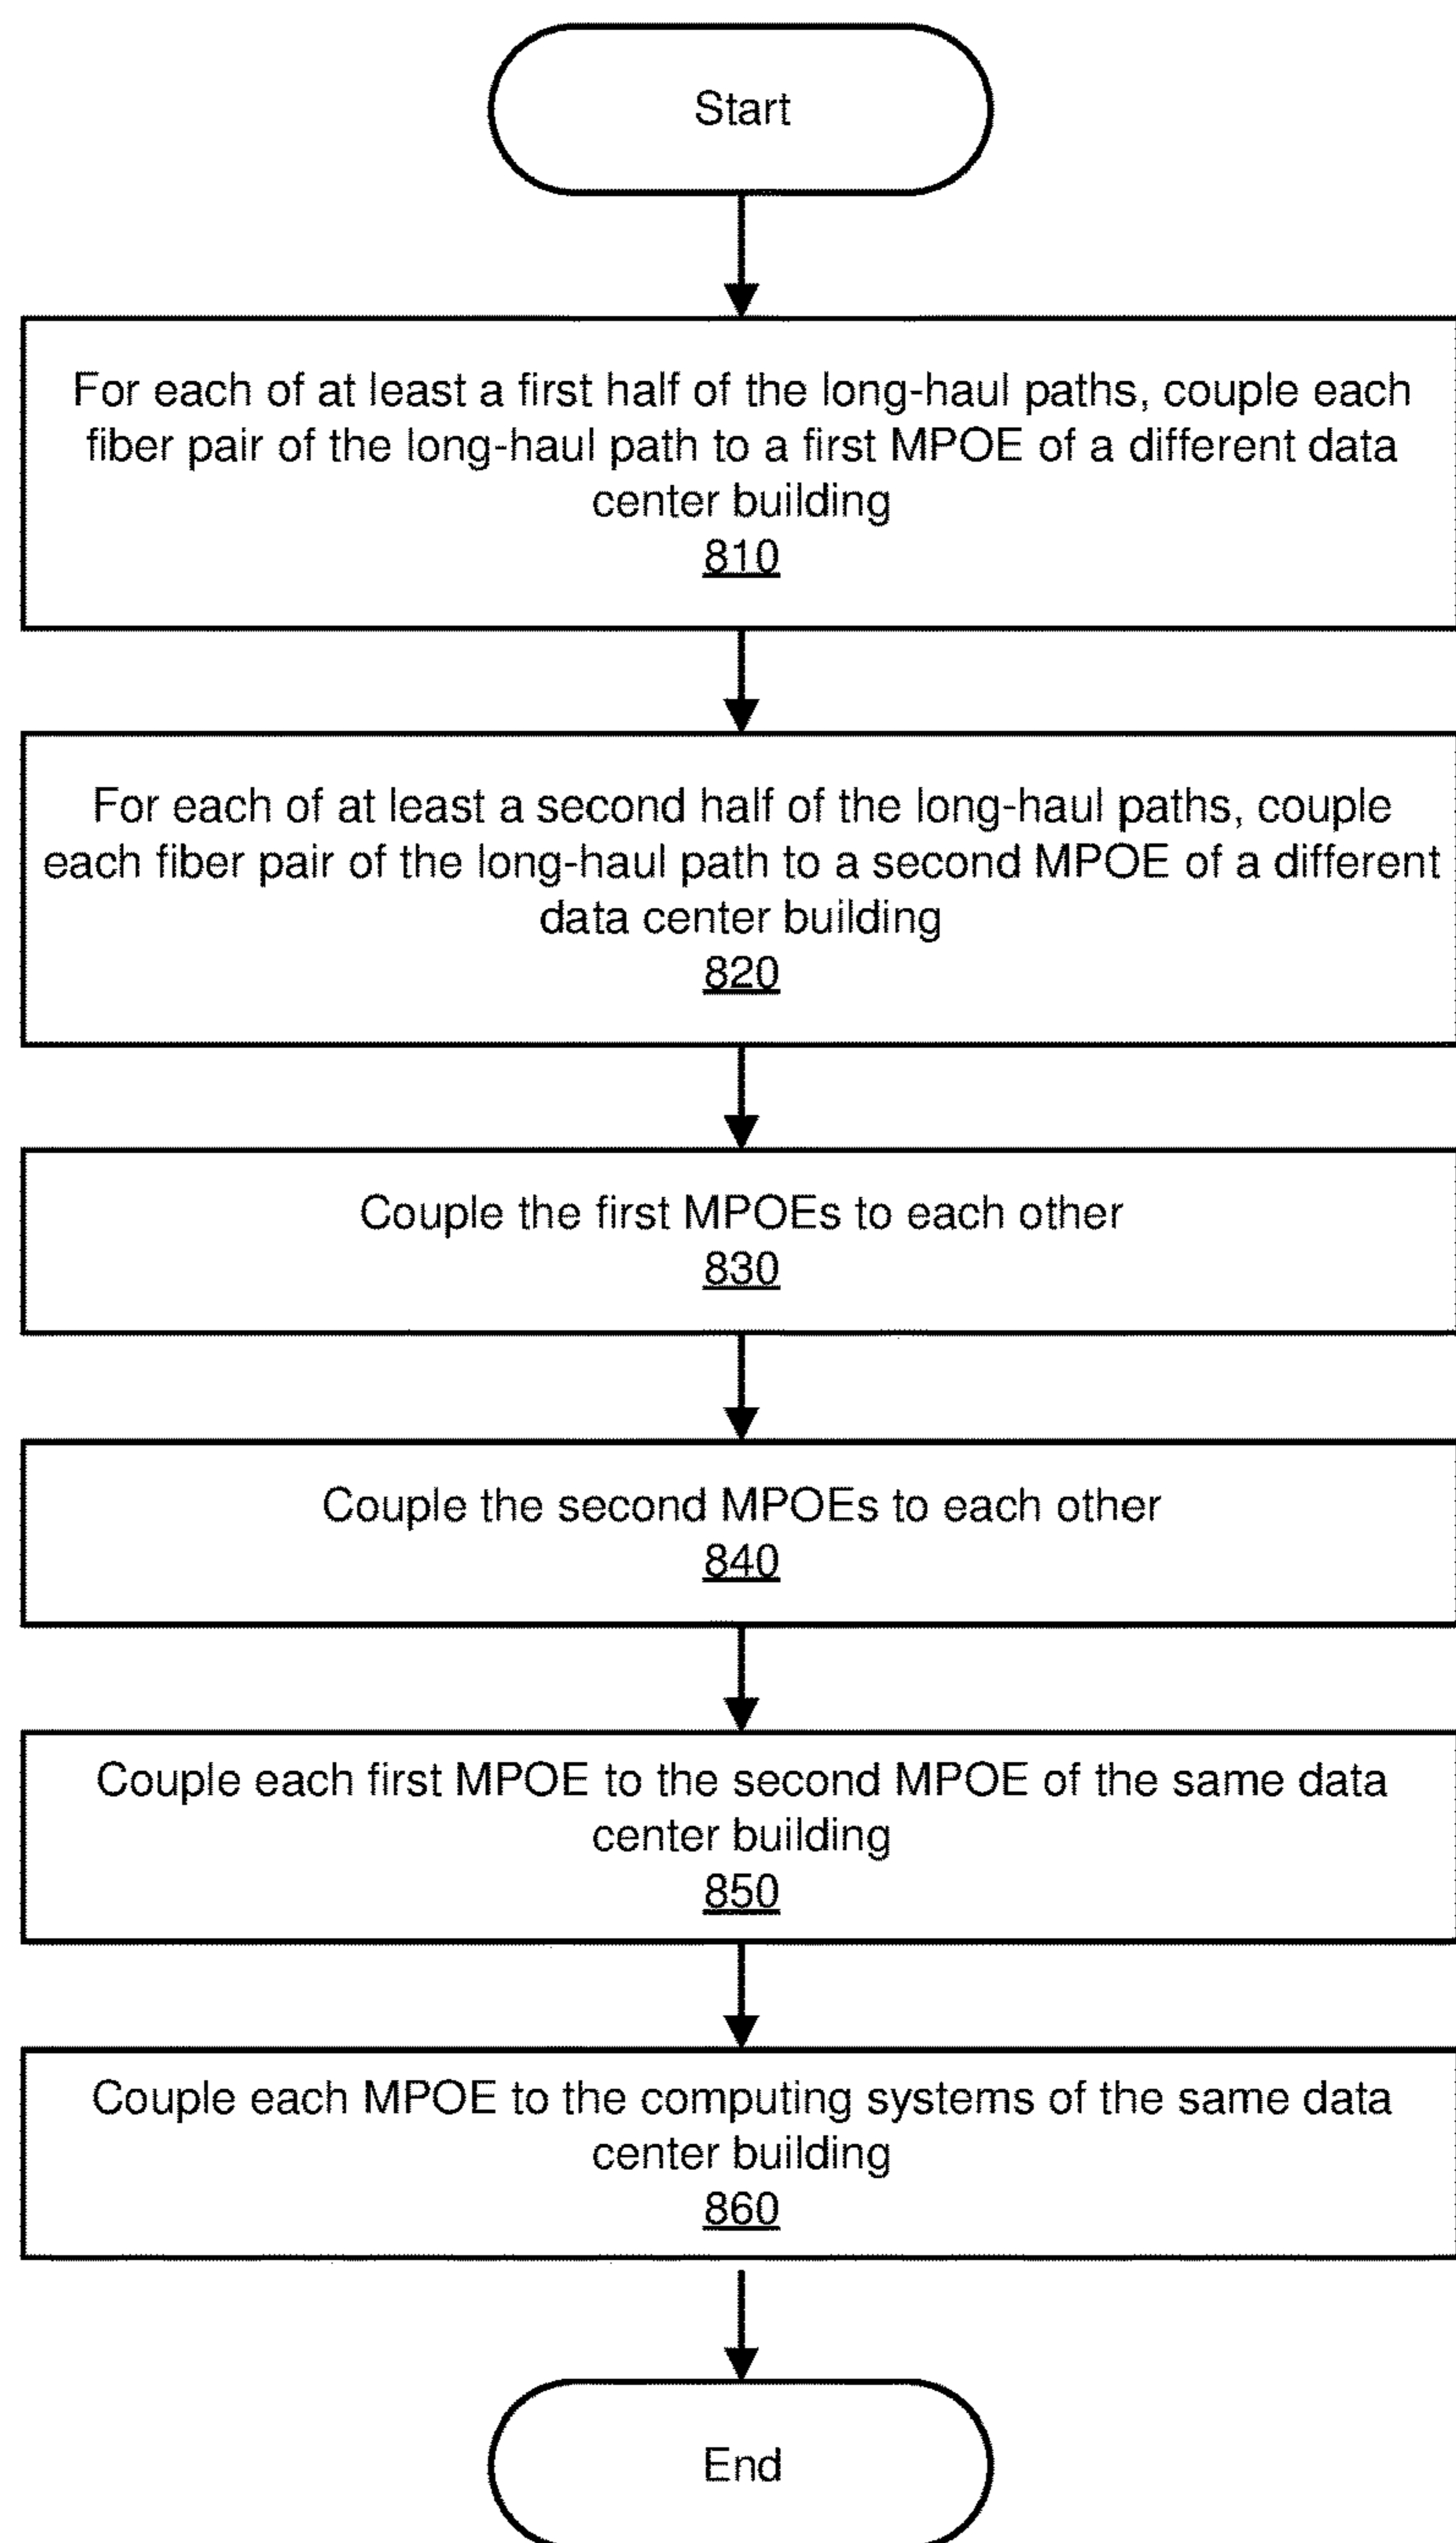 Start
For each of at least a first half of the long-haul paths, couple each
fiber pair of the long-haul path to a first MPOE of a different data
center building
810
For each of at least a second half of the long-haul paths, couple
each fiber pair of the long-haul path to a second MPOE of a different
data center building
820
Couple the first MPOEs to each other
830
Couple the second MPOEs to each other
840
Couple each first MPOE to the second MPOE of the same data
center building
850
Couple each MPOE to the computing systems of the same data
center building
860
End